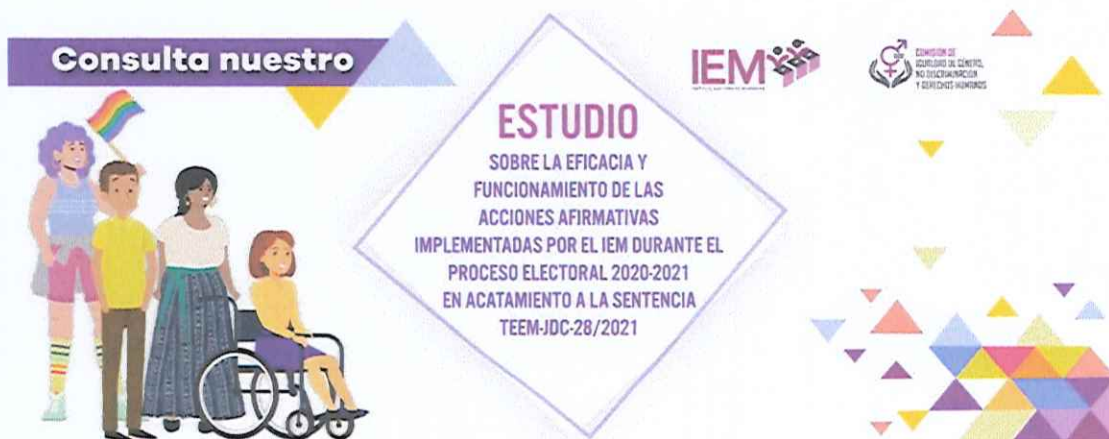 Consulta nuestro
IEM
COMISIÓN DE
IGUALDAD DE GÉNERO,
NO DISCRIMINACIÓN
Y DERECHOS HUMANOS
ESTUDIO
SOBRE LA EFICACIA Y
FUNCIONAMIENTO DE LAS
ACCIONES AFIRMATIVAS
IMPLEMENTADAS POR EL IEM DURANTE EL
PROCESO ELECTORAL 2020-2021
EN ACATAMIENTO A LA SENTENCIA
TEEM-JDC-28/2021